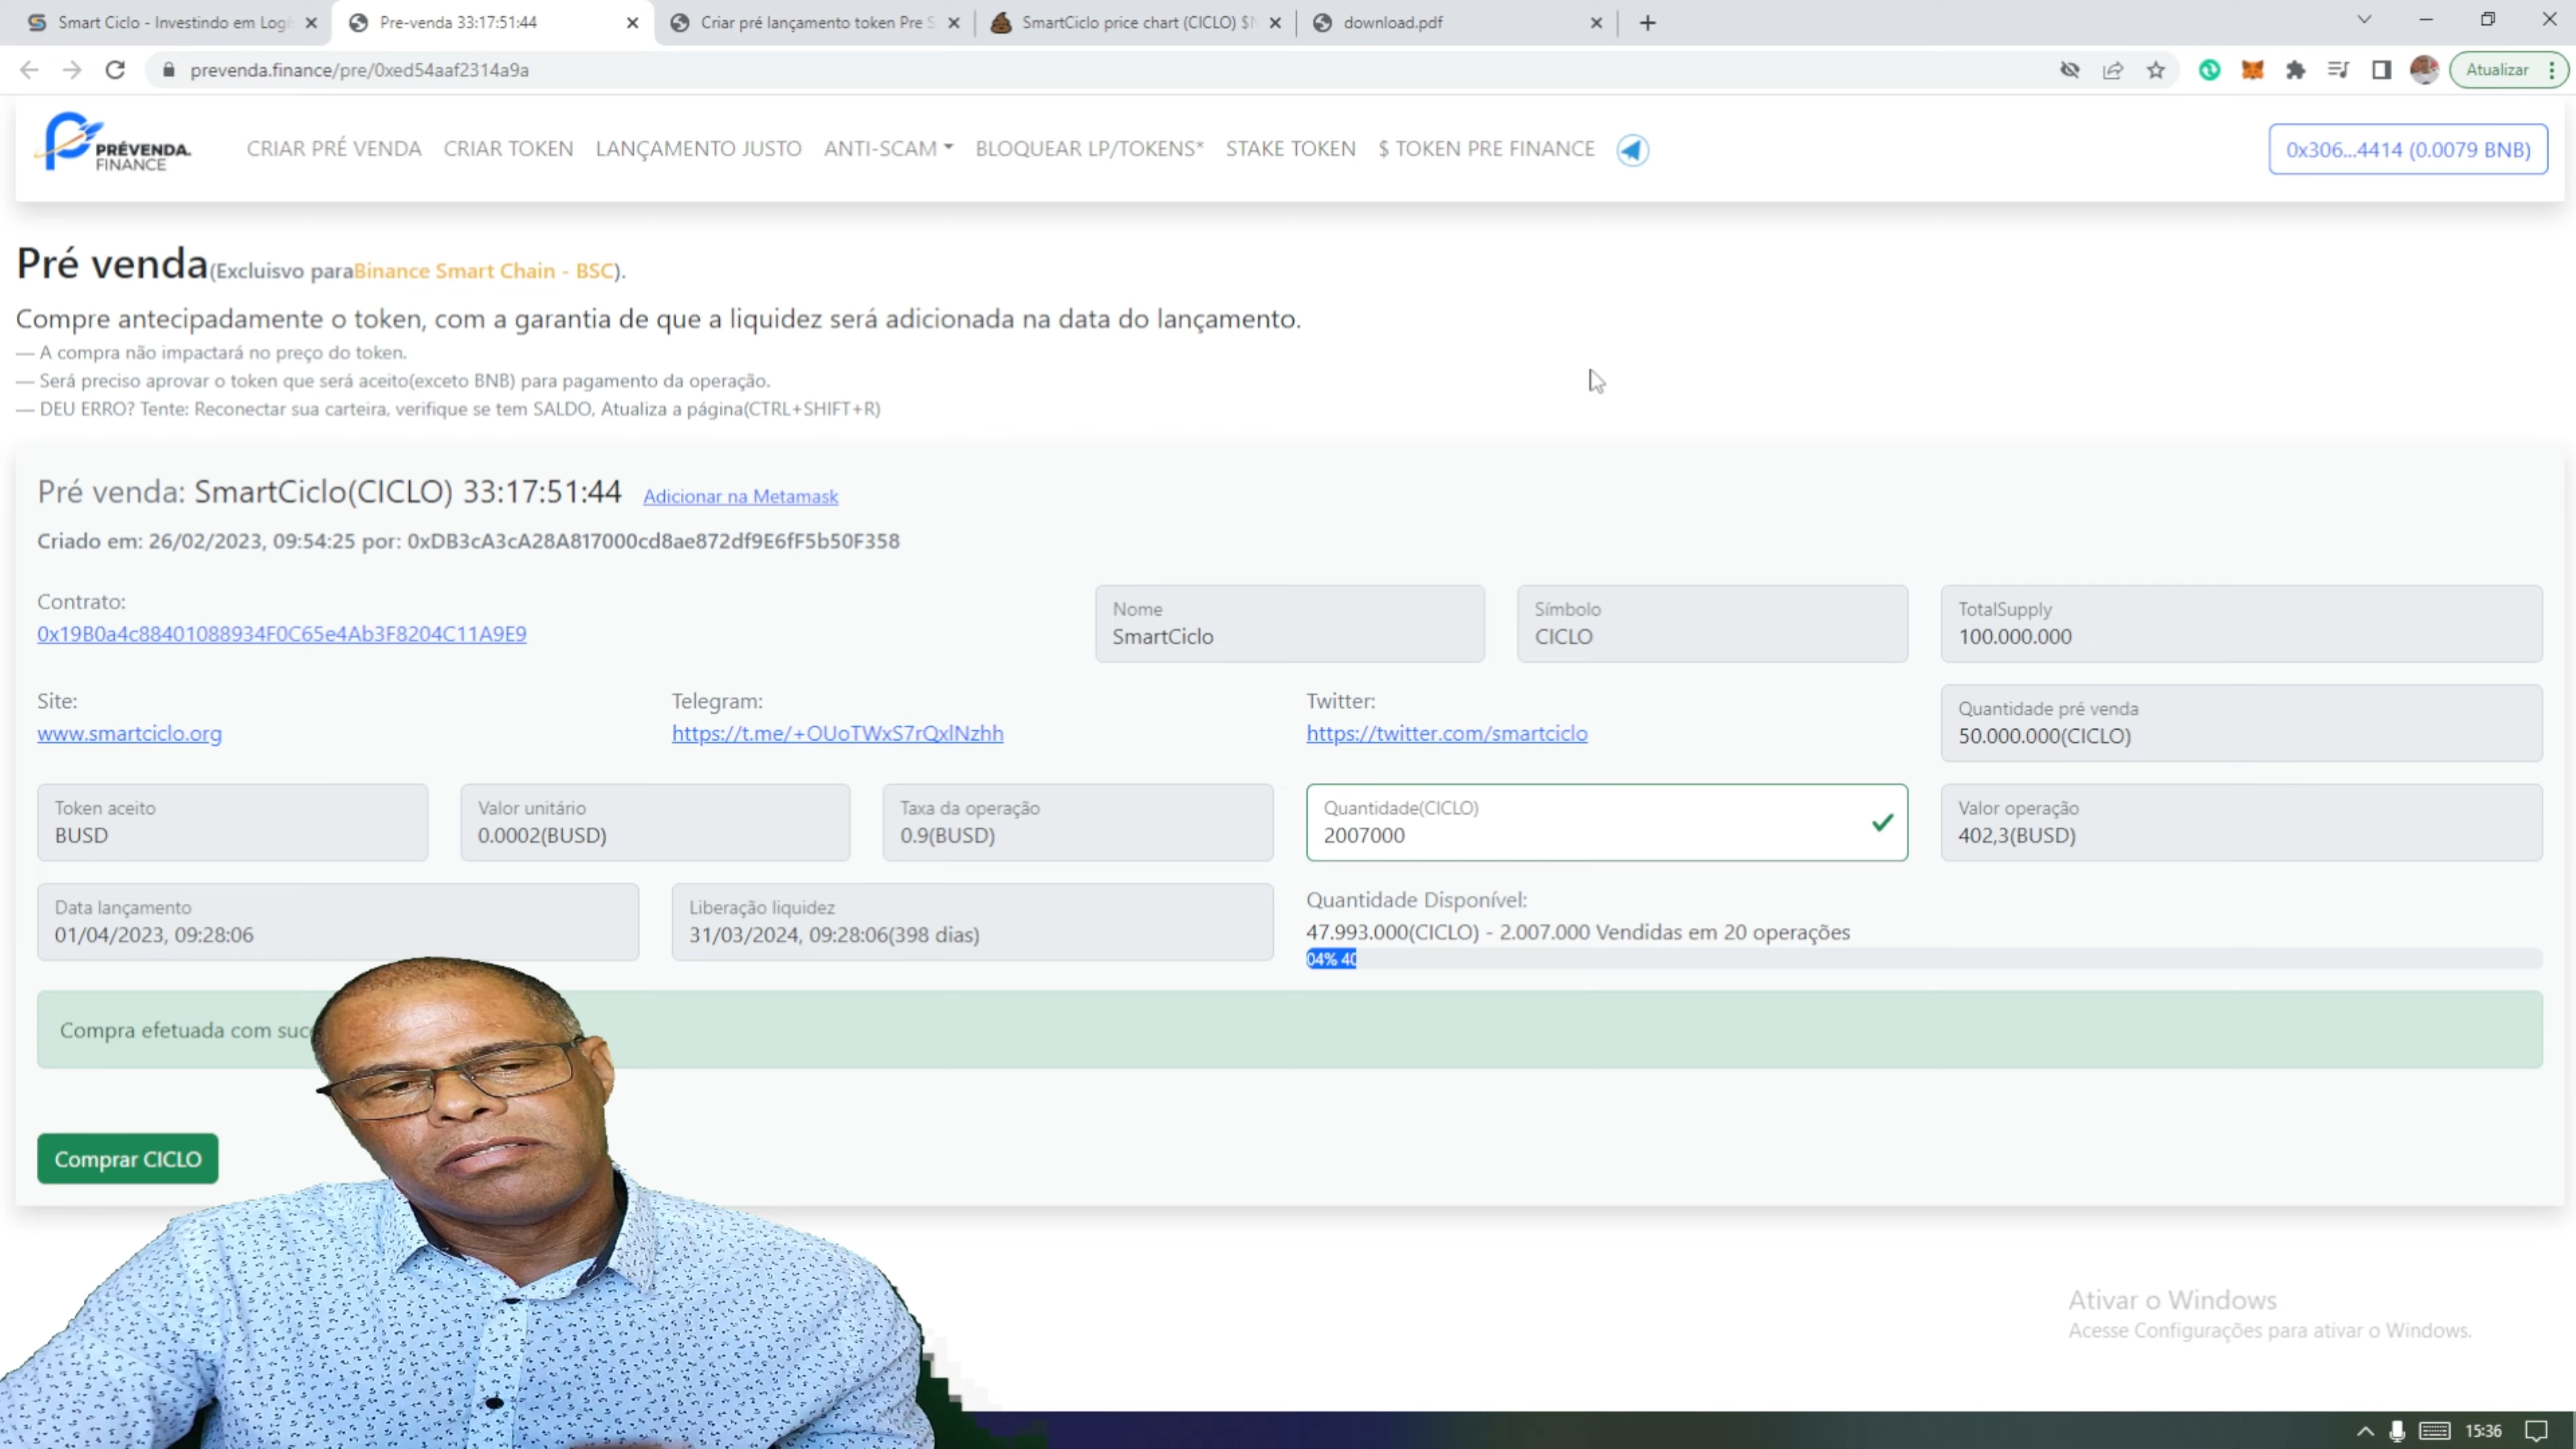 Smart Ciclo - Investindo em Logi
Pre-venda 33:17:51:44
Criar pré lançamento token Pre S
SmartCiclo price chart (CICLO) $N
download.pdf
prevenda.finance/pre/0xed54aaf2314a9a
Atualizar
PRÉVENDA.
FINANCE
CRIAR PRÉ VENDA
CRIAR TOKEN
LANÇAMENTO JUSTO
ANTI-SCAM
BLOQUEAR LP/TOKENS*
STAKE TOKEN
$ TOKEN PRE FINANCE
0x306...4414 (0.0079 BNB)
Pré venda(Excluisvo paraBinance Smart Chain - BSC).
Compre antecipadamente o token, com a garantia de que a liquidez será adicionada na data do lançamento.
— A compra não impactará no preço do token.
— Será preciso aprovar o token que será aceito(exceto BNB) para pagamento da operação.
— DEU ERRO? Tente: Reconectar sua carteira, verifique se tem SALDO, Atualiza a página(CTRL+SHIFT+R)
Pré venda: SmartCiclo(CICLO) 33:17:51:44 Adicionar na Metamask
Criado em: 26/02/2023, 09:54:25 por: 0xDB3cA3cA28A817000cd8ae872df9E6fF5b50F358
Contrato:
0x19B0a4c88401088934F0C65e4Ab3F8204C11A9E9
Nome
SmartCiclo
Símbolo
CICLO
TotalSupply
100.000.000
Site:
www.smartciclo.org
Telegram:
https://t.me/+OUoTWxS7rQxlNzhh
Twitter:
https://twitter.com/smartciclo
Quantidade pré venda
50.000.000(CICLO)
Token aceito
BUSD
Valor unitário
0.0002(BUSD)
Taxa da operação
0.9(BUSD)
Quantidade(CICLO)
2007000
Valor operação
402,3(BUSD)
Data lançamento
01/04/2023, 09:28:06
Liberação liquidez
31/03/2024, 09:28:06(398 dias)
Quantidade Disponível:
47.993.000(CICLO) - 2.007.000 Vendidas em 20 operações
04% 40
Compra efetuada com suc
Comprar CICLO
Ativar o Windows
Acesse Configurações para ativar o Windows.
15:36